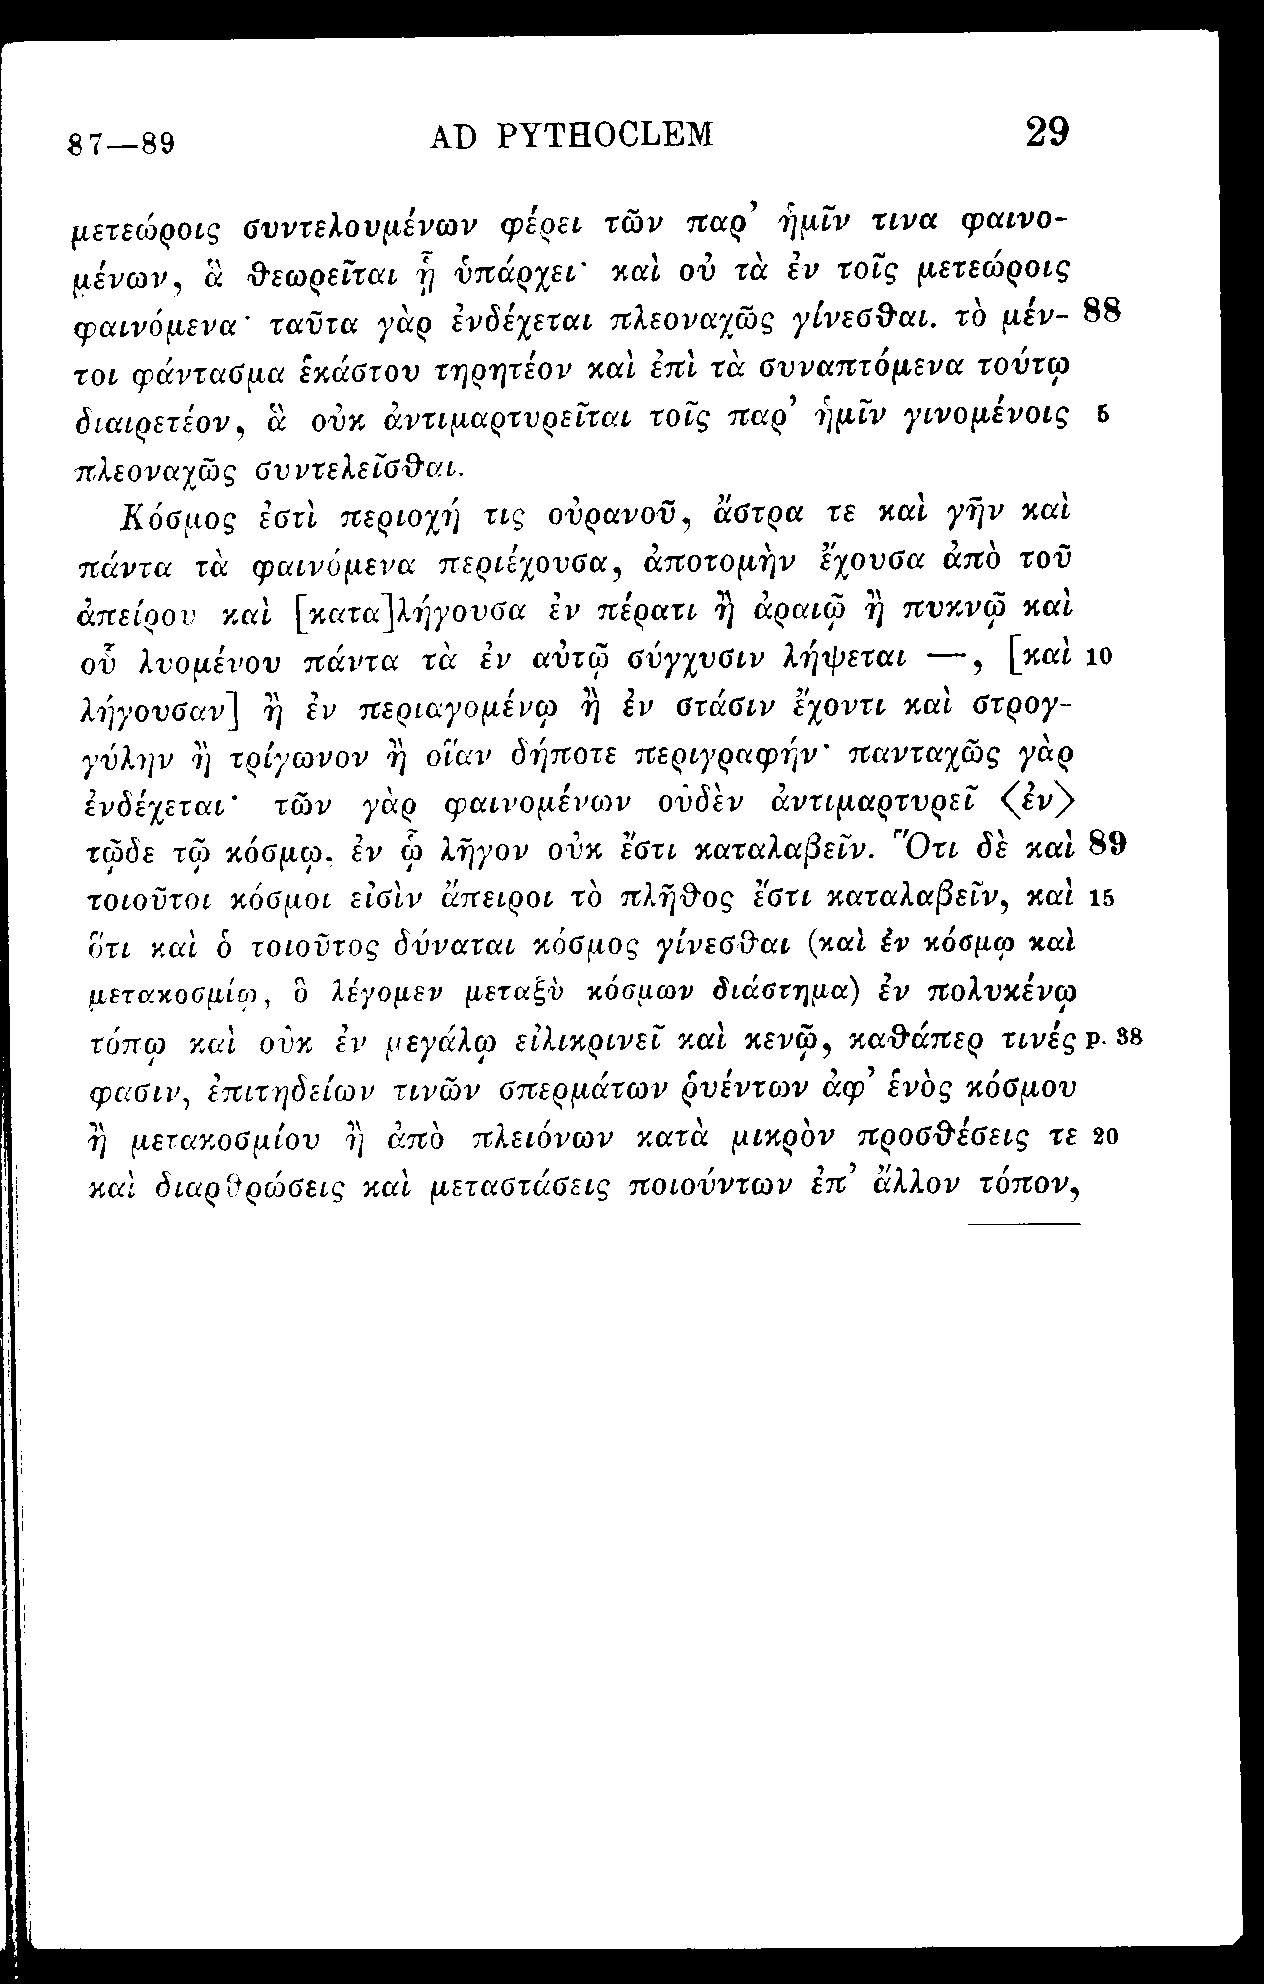 87—89 AD PYTHOCLEM 29
μετεώροις συντελουμένων φέρει τῶν παρ’ ἡμῖν τινα φαινο-
μένων, ἃ θεωρεῖται ᾗ ὑπάρχει· καὶ οὐ τὰ ἐν τοῖς μετεώροις
φαινόμενα· ταῦτα γὰρ ἐνδέχεται πλεοναχῶς γίνεσθαι. τὸ μέν- 88
τοι φάντασμα ἑκάστου τηρητέον καὶ ἐπὶ τὰ συναπτόμενα τούτῳ
διαιρετέον, ἃ οὐκ ἀντιμαρτυρεῖται τοῖς παρ’ ἡμῖν γινομένοις 5
πλεοναχῶς συντελεῖσθαι.
Κόσμος ἐστὶ περιοχή τις οὐρανοῦ, ἄστρα τε καὶ γῆν καὶ
πάντα τὰ φαινόμενα περιέχουσα, ἀποτομὴν ἔχουσα ἀπὸ τοῦ
ἀπείρου καὶ [κατα]λήγουσα ἐν πέρατι ἢ ἀραιῷ ἢ πυκνῷ καὶ
οὗ λυομένου πάντα τὰ ἐν αὐτῷ σύγχυσιν λήψεται —, [καὶ 10
λήγουσαν] ἢ ἐν περιαγομένῳ ἢ ἐν στάσιν ἔχοντι καὶ στρογ-
γύλην ἢ τρίγωνον ἢ οἵαν δήποτε περιγραφήν· πανταχῶς γὰρ
ἐνδέχεται· τῶν γὰρ φαινομένων οὐδὲν ἀντιμαρτυρεῖ ⟨ἐν⟩
τῷδε τῷ κόσμῳ, ἐν ᾧ λῆγον οὐκ ἔστι καταλαβεῖν. Ὅτι δὲ καὶ 89
τοιοῦτοι κόσμοι εἰσὶν ἄπειροι τὸ πλῆθος ἔστι καταλαβεῖν, καὶ 15
ὅτι καὶ ὁ τοιοῦτος δύναται κόσμος γίνεσθαι (καὶ ἐν κόσμῳ καὶ
μετακοσμίῳ, ὃ λέγομεν μεταξὺ κόσμων διάστημα) ἐν πολυκένῳ
τόπῳ καὶ οὐκ ἐν μεγάλῳ εἰλικρινεῖ καὶ κενῷ, καθάπερ τινές p. 38
φασιν, ἐπιτηδείων τινῶν σπερμάτων ῥυέντων ἀφ’ ἑνὸς κόσμου
ἢ μετακοσμίου ἢ ἀπὸ πλειόνων κατὰ μικρὸν προσθέσεις τε 20
καὶ διαρθρώσεις καὶ μεταστάσεις ποιούντων ἐπ’ ἄλλον τόπον,